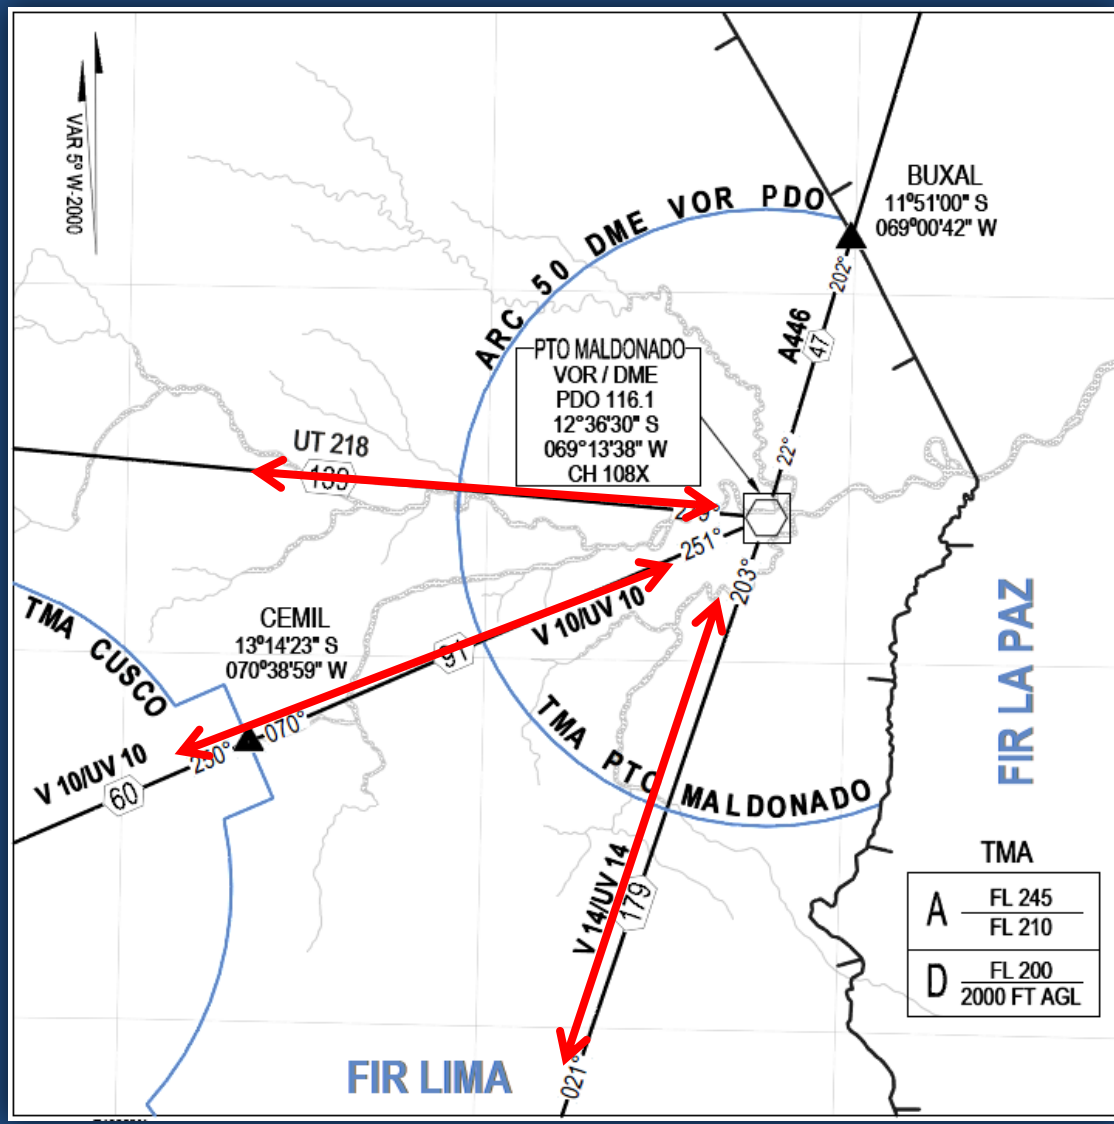 VAR 5° W-2000
BUXAL
11°51'00" S
069°00'42" W
202°
A446
47
22°
ARC 50 DME VOR PDO
PTO MALDONADO
VOR / DME
PDO 116.1
12°36'30" S
069°13'38" W
CH 108X
UT 218
251°
203°
V 10/UV 10
91
CEMIL
13°14'23" S
070°38'59" W
TMA CUSCO
070°
250°
V 10/UV 10
60
TMA PTO MALDONADO
V 14/UV 14
179
021°
FIR LIMA
FIR LA PAZ
TMA
A FL 245
FL 210
D FL 200
2000 FT AGL